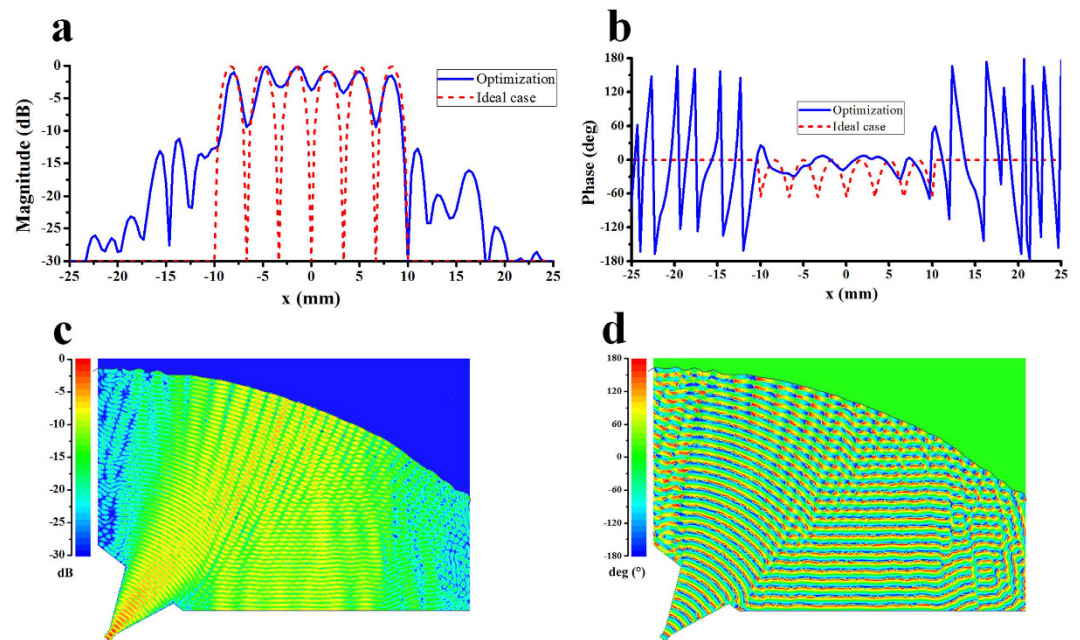 a
Magnitude (dB)
0
-5
-10
-15
-20
-25
-30
Optimization
Ideal case
-25 -20 -15 -10 -5 0 5 10 15 20 25
x (mm)
b
Phase (deg)
180
120
60
0
-60
-120
-180
Optimization
Ideal case
-25 -20 -15 -10 -5 0 5 10 15 20 25
x (mm)
c
0
-5
-10
-15
-20
-25
-30
dB
d
180
120
60
0
-60
-120
-180
deg (°)